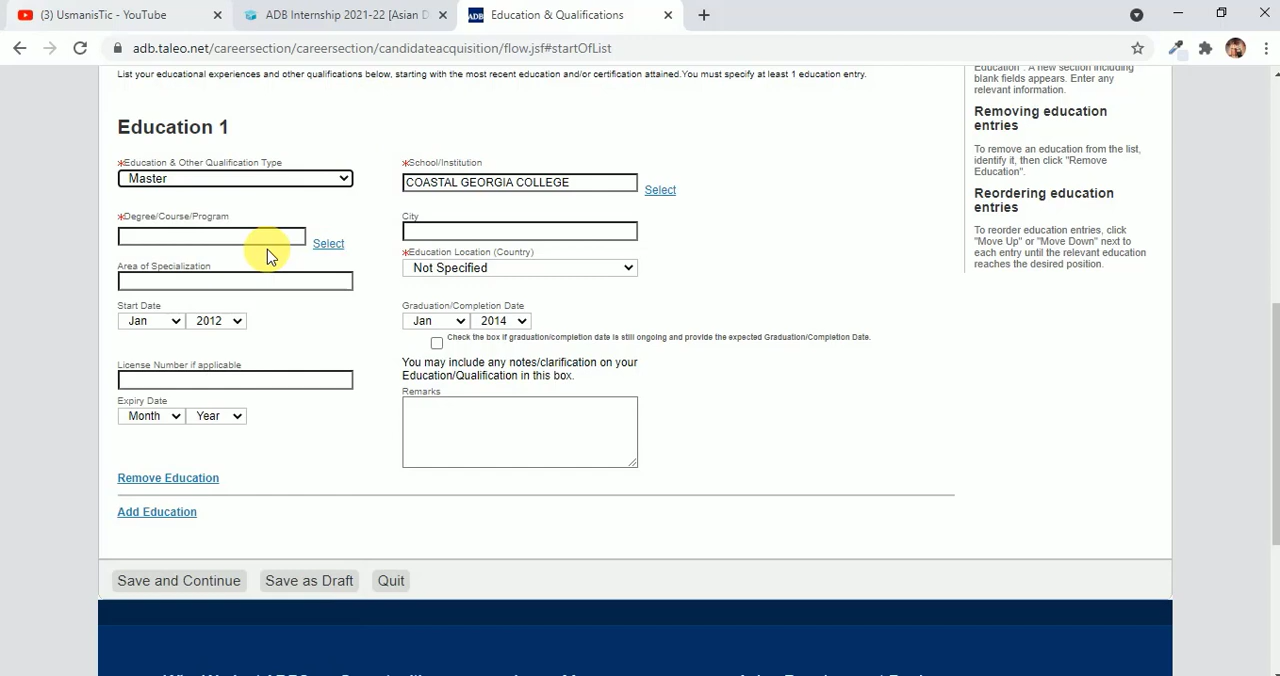 (3) UsmanisTic - YouTube
ADB Internship 2021-22 [Asian D
ADB
Education & Qualifications
adb.taleo.net/careersection/careersection/candidateacquisition/flow.jsf#startOfList
List your educational experiences and other qualifications below, starting with the most recent education and/or certification attained.You must specify at least 1 education entry.
Education 1
*Education & Other Qualification Type
Master
*School/Institution
COASTAL GEORGIA COLLEGE
Select
*Degree/Course/Program
Select
City
*Education Location (Country)
Not Specified
Area of Specialization
Start Date
Jan 2012
Graduation/Completion Date
Jan 2014
Check the box if graduation/completion date is still ongoing and provide the expected Graduation/Completion Date.
License Number if applicable
You may include any notes/clarification on your
Education/Qualification in this box.
Remarks
Expiry Date
Month Year
Remove Education
Add Education
Save and Continue
Save as Draft
Quit
Education". A new section including
blank fields appears. Enter any
relevant information.
Removing education
entries
To remove an education from the list,
identify it, then click "Remove
Education".
Reordering education
entries
To reorder education entries, click
"Move Up" or "Move Down" next to
each entry until the relevant education
reaches the desired position.